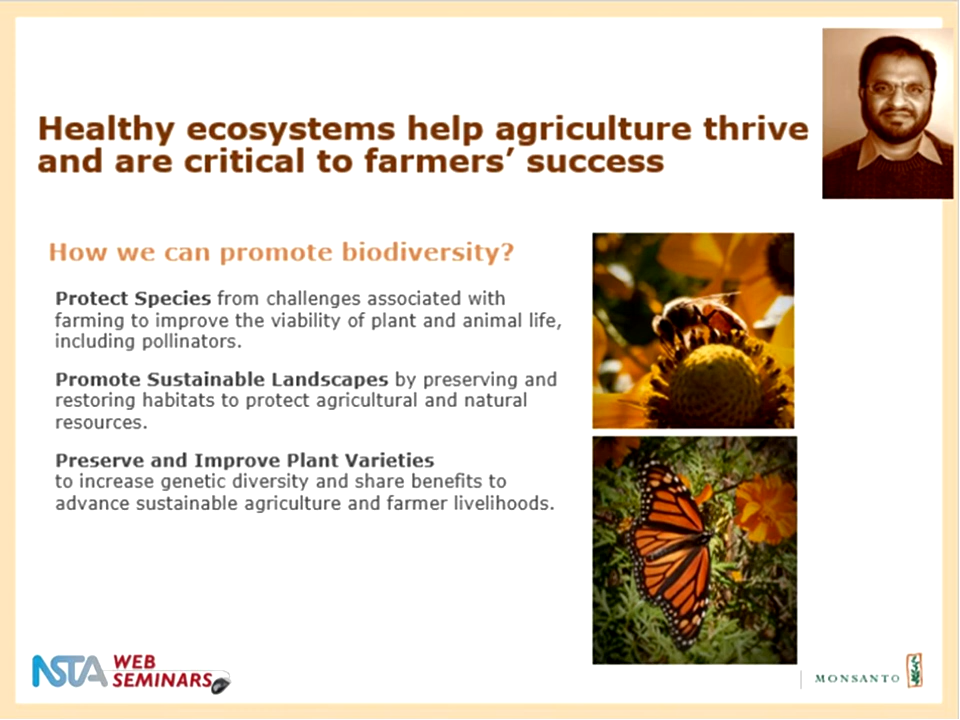 Healthy ecosystems help agriculture thrive
and are critical to farmers’ success
How we can promote biodiversity?
Protect Species from challenges associated with
farming to improve the viability of plant and animal life,
including pollinators.
Promote Sustainable Landscapes by preserving and
restoring habitats to protect agricultural and natural
resources.
Preserve and Improve Plant Varieties
to increase genetic diversity and share benefits to
advance sustainable agriculture and farmer livelihoods.
NSTA WEB
SEMINARS
MONSANTO